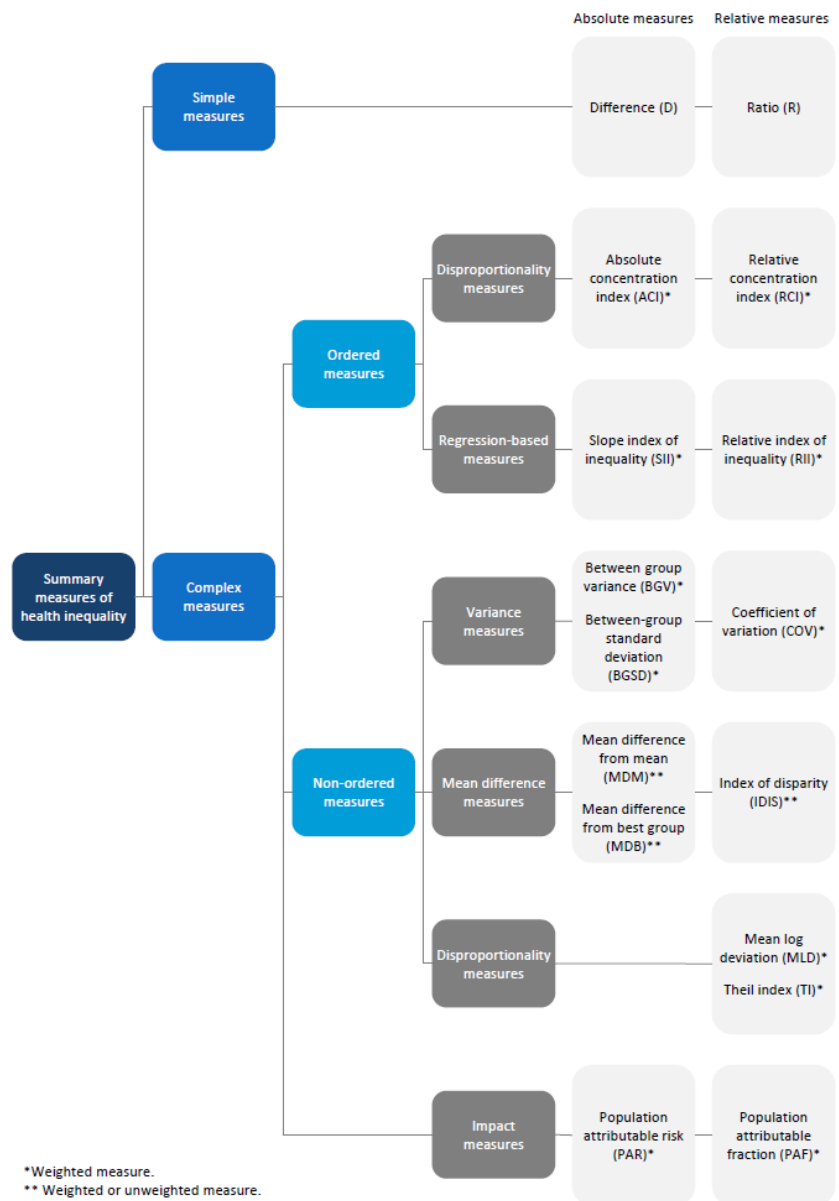 Absolute measures
Relative measures
Simple
measures
Difference (D)
Ratio (R)
Disproportionality
measures
Absolute
concentration
index (ACI)*
Relative
concentration
index (RCI)*
Ordered
measures
Regression-based
measures
Slope index of
inequality (SII)*
Relative index of
inequality (RII)*
Summary
measures of
health inequality
Complex
measures
Variance
measures
Between group
variance (BGV)*
Between-group
standard
deviation
(BGSD)*
Coefficient of
variation (COV)*
Non-ordered
measures
Mean difference
measures
Mean difference
from mean
(MDM)**
Mean difference
from best group
(MDB)**
Index of disparity
(IDIS)**
Disproportionality
measures
Mean log
deviation (MLD)*
Theil index (TI)*
Impact
measures
Population
attributable risk
(PAR)*
Population
attributable
fraction (PAF)*
*Weighted measure.
** Weighted or unweighted measure.